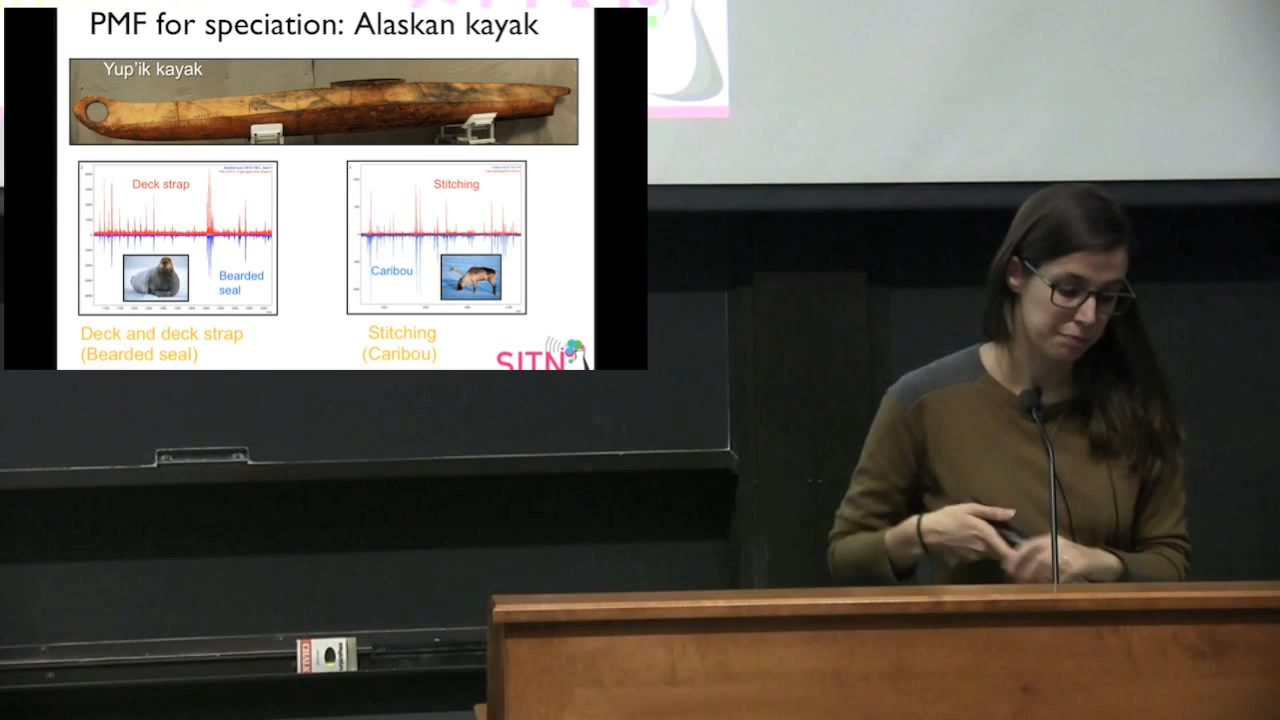 PMF for speciation: Alaskan kayak
Yup'ik kayak
Deck strap
Bearded
seal
Stitching
Caribou
Deck and deck strap
(Bearded seal)
Stitching
(Caribou)
SITN
CHALK